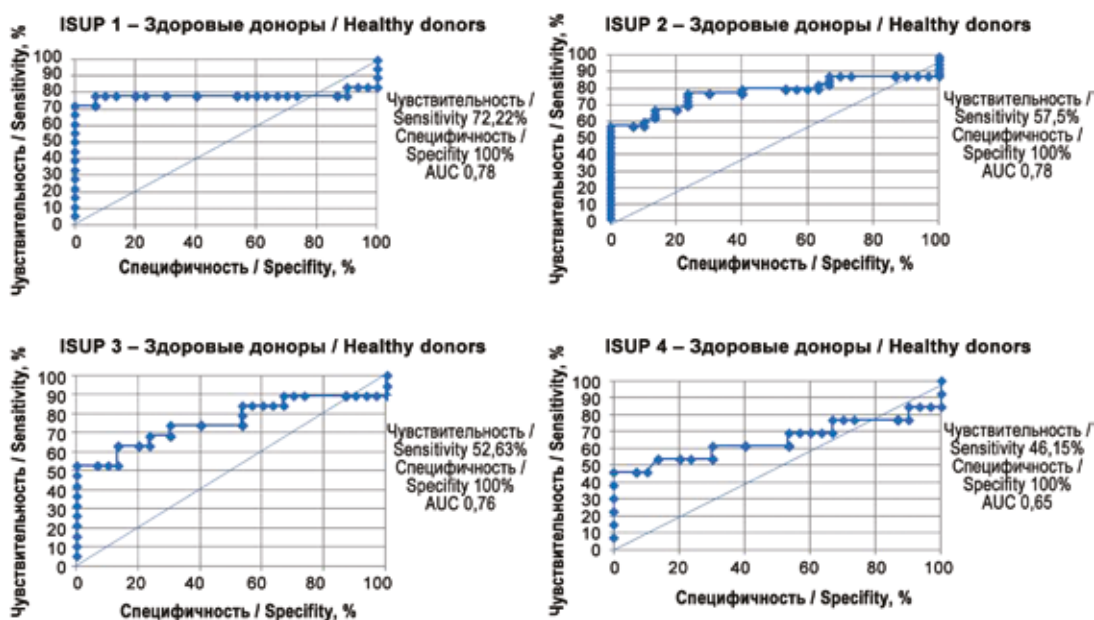 ISUP 1 – Здоровые доноры / Healthy donors
Чувствительность / Sensitivity, %
100
90
80
70
60
50
40
30
20
10
0
0 20 40 60 80 100
Специфичность / Specifity, %
Чувствительность /
Sensitivity 72,22%
Специфичность /
Specifity 100%
AUC 0,78
ISUP 2 – Здоровые доноры / Healthy donors
Чувствительность / Sensitivity, %
100
90
80
70
60
50
40
30
20
10
0
0 20 40 60 80 100
Специфичность / Specifity, %
Чувствительность /
Sensitivity 57,5%
Специфичность /
Specifity 100%
AUC 0,78
ISUP 3 – Здоровые доноры / Healthy donors
Чувствительность / Sensitivity, %
100
90
80
70
60
50
40
30
20
10
0
0 20 40 60 80 100
Специфичность / Specifity, %
Чувствительность /
Sensitivity 52,63%
Специфичность /
Specifity 100%
AUC 0,76
ISUP 4 – Здоровые доноры / Healthy donors
Чувствительность / Sensitivity, %
100
90
80
70
60
50
40
30
20
10
0
0 20 40 60 80 100
Специфичность / Specifity, %
Чувствительность /
Sensitivity 46,15%
Специфичность /
Specifity 100%
AUC 0,65